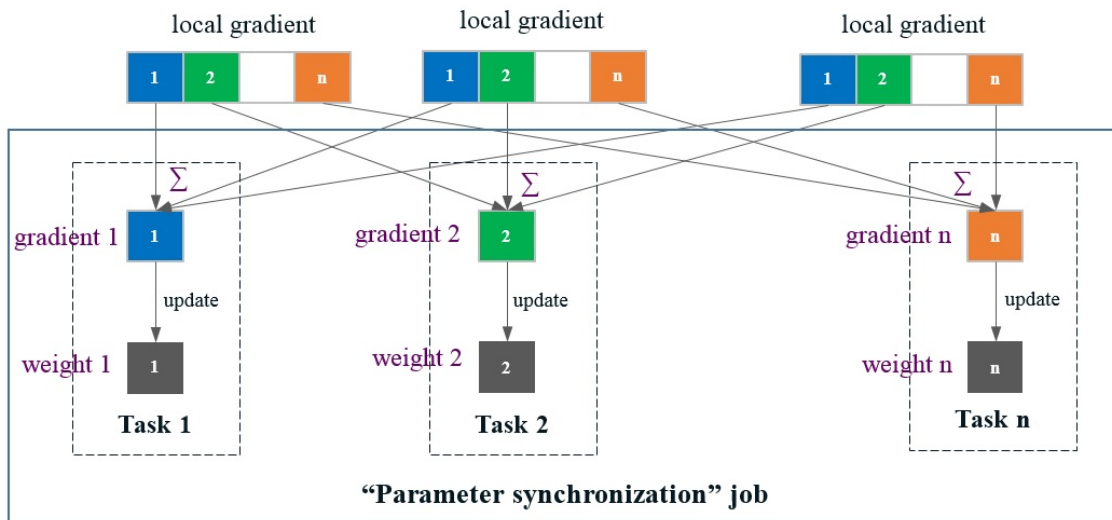 local gradient
local gradient
local gradient
1 2 n
1 2 n
1 2 n
∑
∑
∑
gradient 1
1
gradient 2
2
gradient n
n
update
update
update
weight 1
1
weight 2
2
weight n
n
Task 1
Task 2
Task n
“Parameter synchronization” job